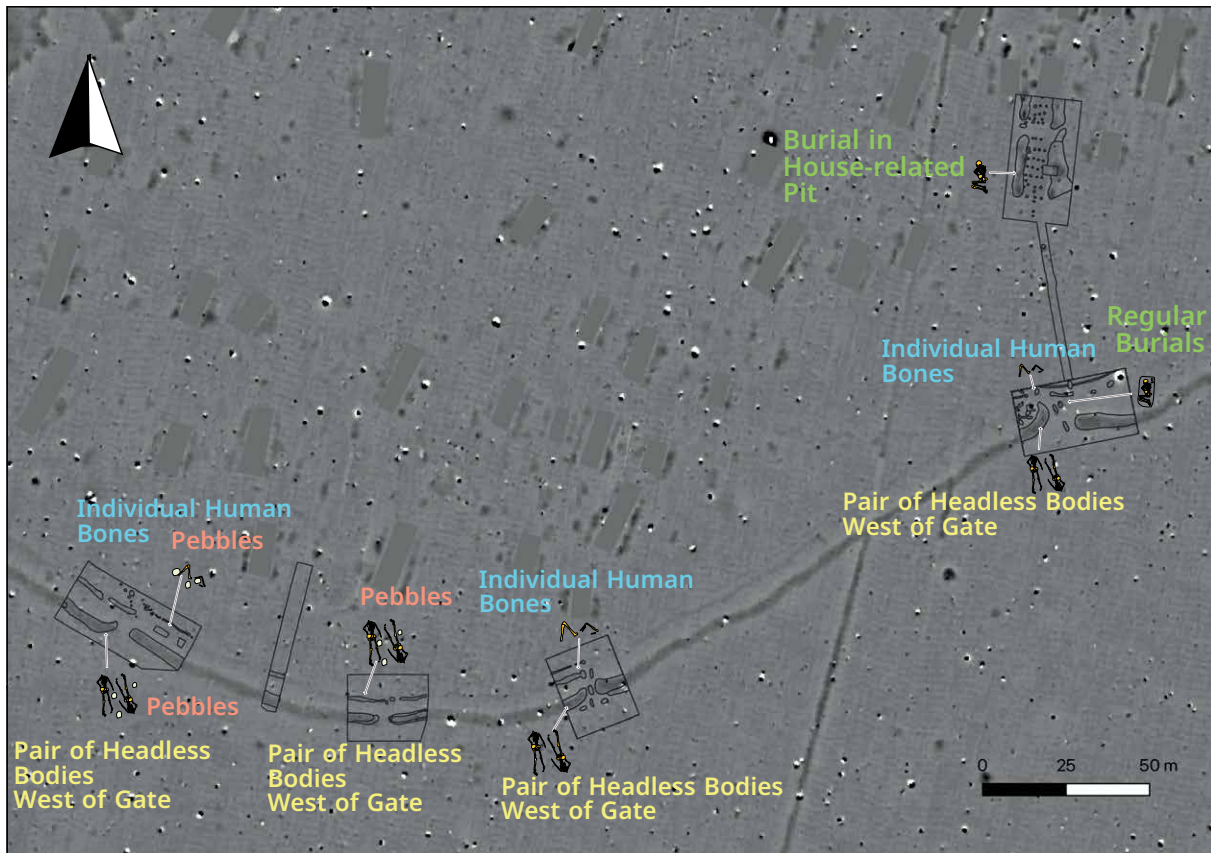 Burial in
House-related
Pit
Regular
Burials
Individual Human
Bones
Pair of Headless Bodies
West of Gate
Individual Human
Bones
Pebbles
Pebbles
Individual Human
Bones
Pebbles
Pair of Headless
Bodies
West of Gate
Pair of Headless
Bodies
West of Gate
Pair of Headless Bodies
West of Gate
0 25 50 m